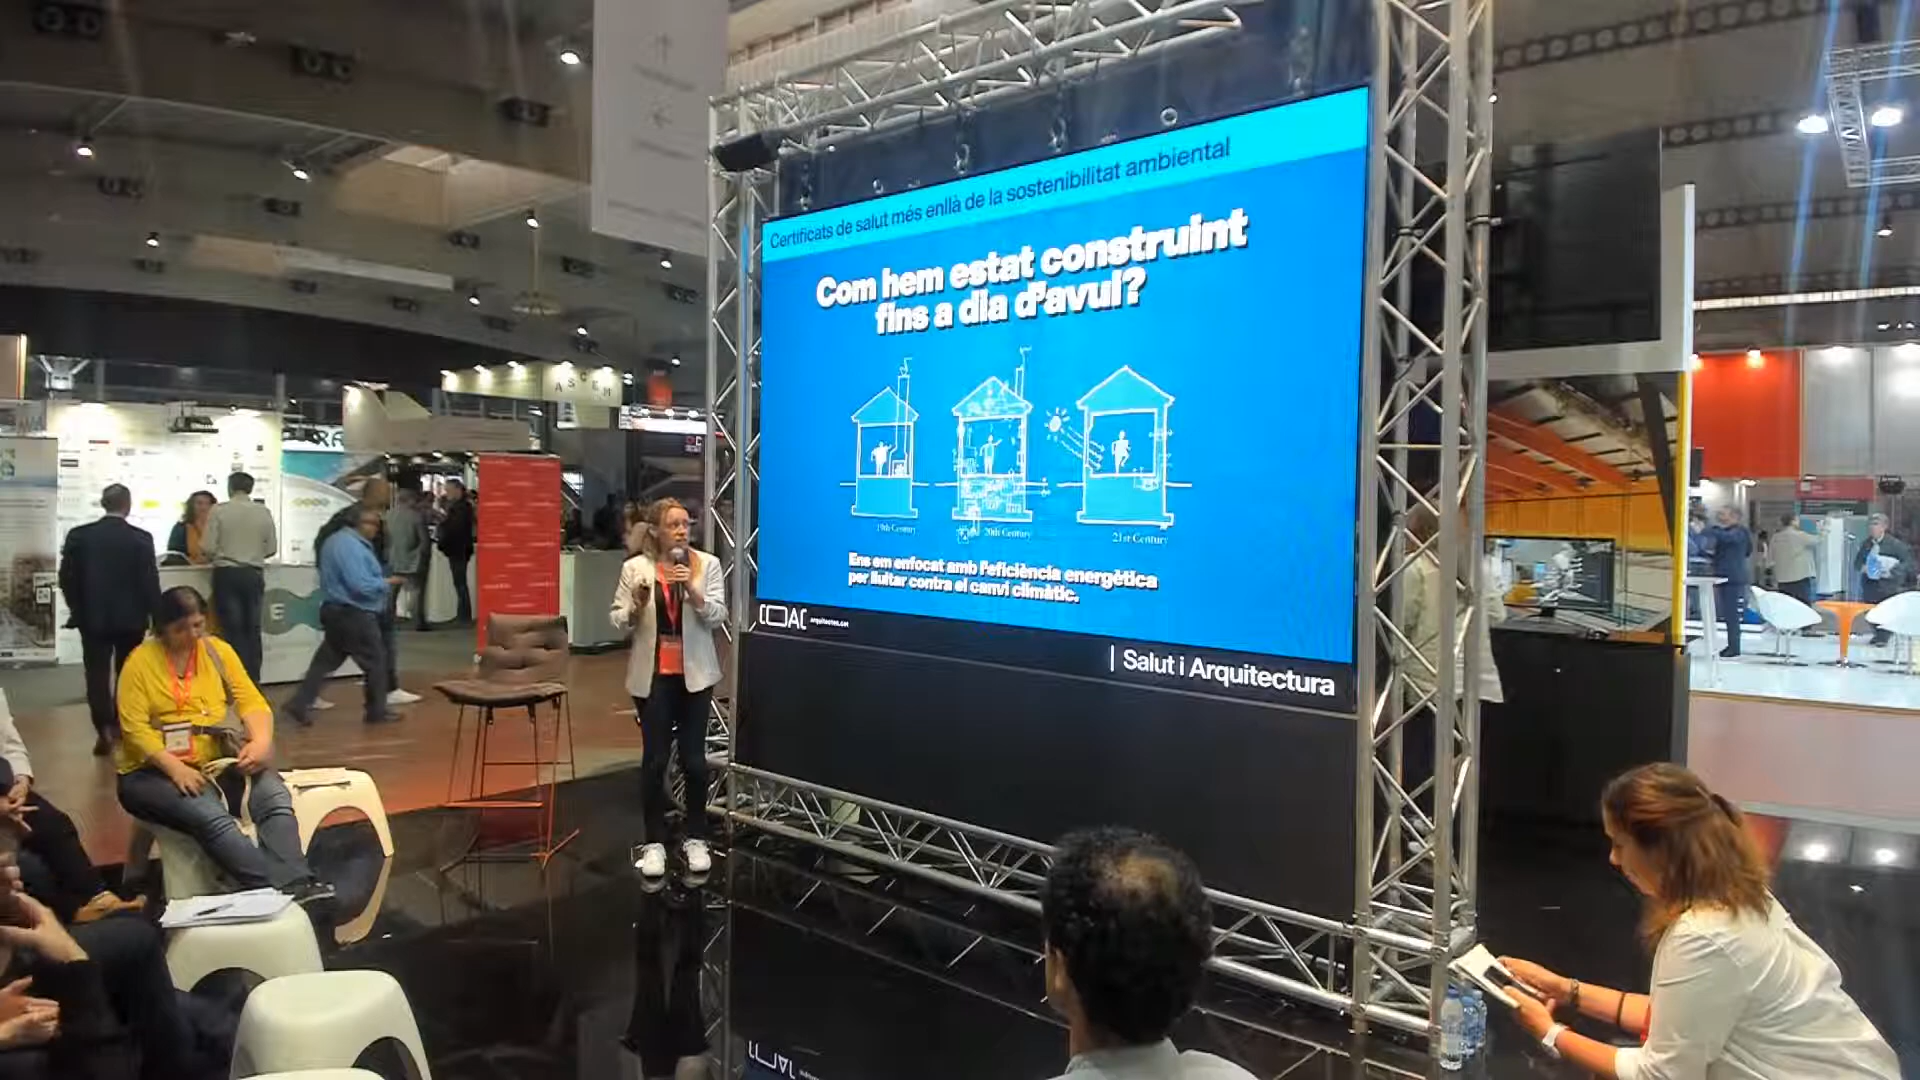 Certificats de salut més enllà de la sostenibilitat ambiental
Com hem estat construint
fins a dia d'avui?
19th Century
20th Century
21st Century
Ens em enfocat amb l'eficiència energètica
per lluitar contra el canvi climàtic.
COAC arquitectes.cat
| Salut i Arquitectura
ASCEM